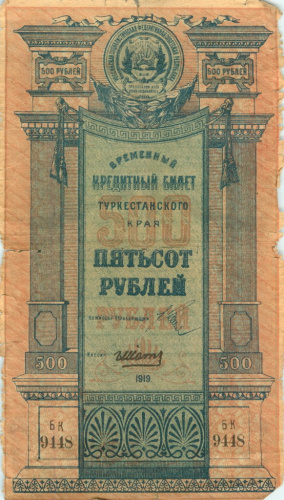 500 РУБЛЕЙ
500 РУБЛЕЙ
ВРЕМЕННЫЙ
КРЕДИТНЫЙ БИЛЕТ
ТУРКЕСТАНСКОГО
КРАЯ
500
ПЯТЬСОТ
РУБЛЕЙ
РУБЛЕЙ
500
500
1919
БК
9448
БК
9448